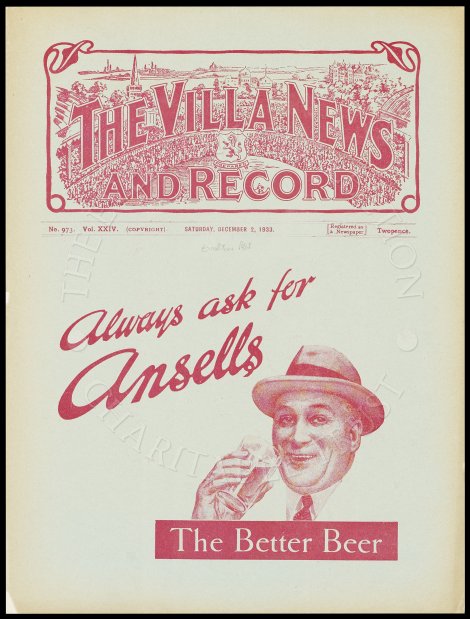 THE VILLA NEWS
AND RECORD
No. 973. Vol. XXIV. (COPYRIGHT) SATURDAY, DECEMBER 2, 1933. Registered as a Newspaper Twopence.
Always ask for
Ansells
The Better Beer